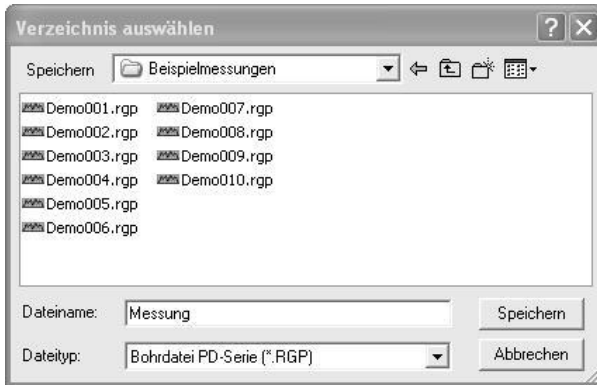 Verzeichnis auswählen
Speichern Beispielmessungen
Demo001.rgp Demo007.rgp
Demo002.rgp Demo008.rgp
Demo003.rgp Demo009.rgp
Demo004.rgp Demo010.rgp
Demo005.rgp
Demo006.rgp
Dateiname: Messung Speichern
Dateityp: Bohrdatei PD-Serie (*.RGP) Abbrechen